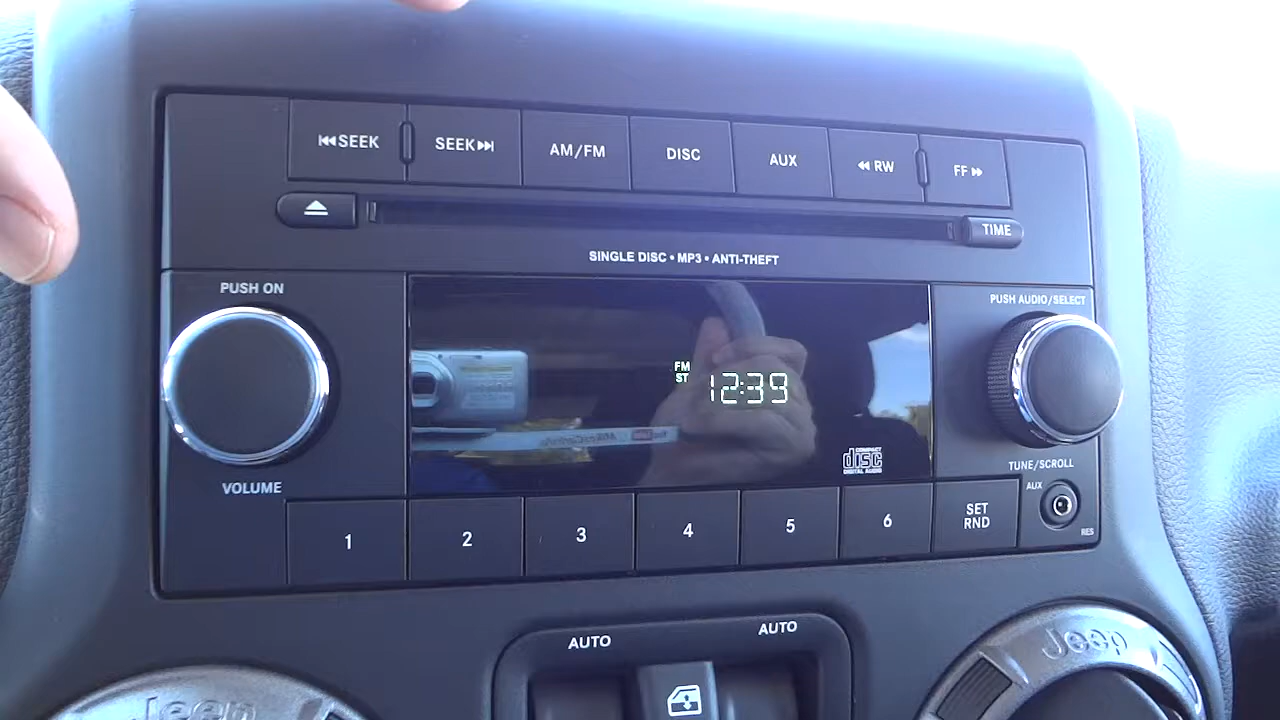 SEEK
SEEK
AM/FM
DISC
AUX
RW
FF
TIME
SINGLE DISC • MP3 • ANTI-THEFT
PUSH ON
PUSH AUDIO/SELECT
FM
ST
12:39
COMPACT
disc
DIGITAL AUDIO
VOLUME
TUNE/SCROLL
AUX
RES
1
2
3
4
5
6
SET
RND
AUTO
AUTO
Jeep
Jeep